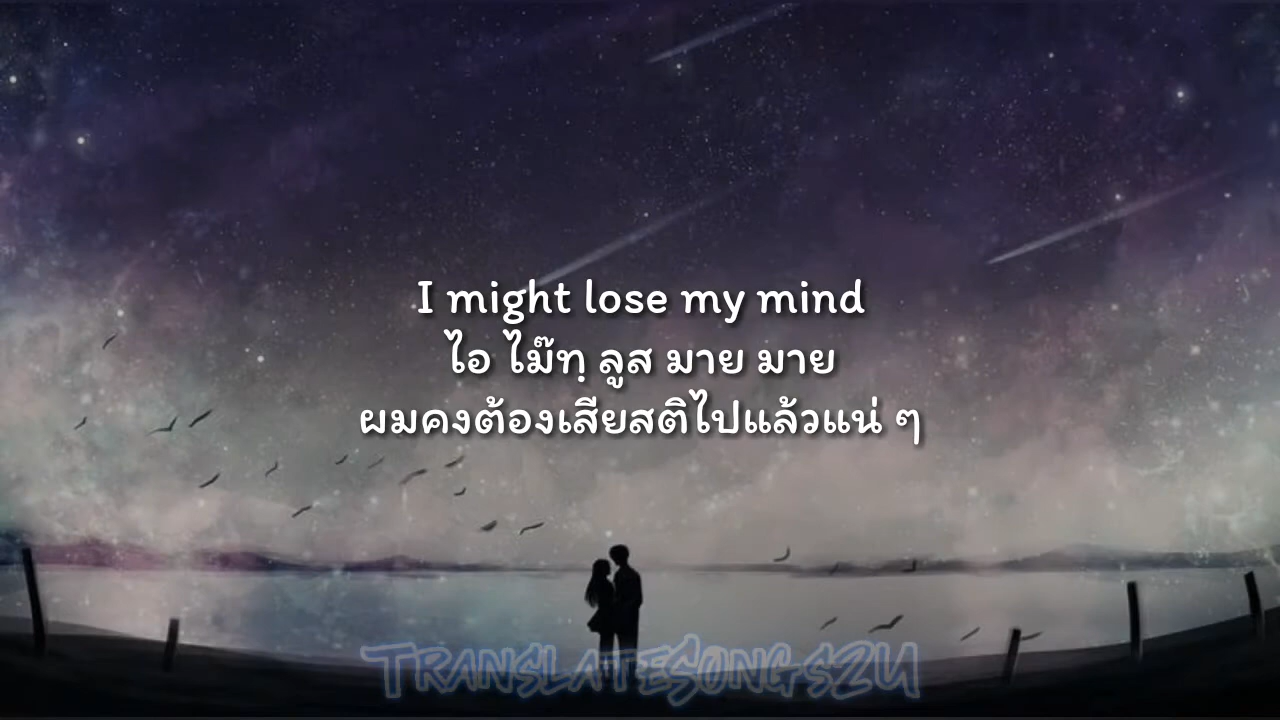 I might lose my mind
ไอ ไม๊ทฺ ลูส มาย มาย
ผมคงต้องเสียสติไปแล้วแน่ ๆ
TRANSLATESONGS2U